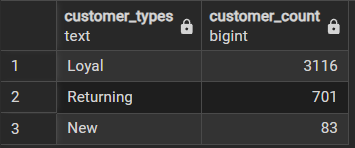 customer_types customer_count
text bigint
1 Loyal 3116
2 Returning 701
3 New 83